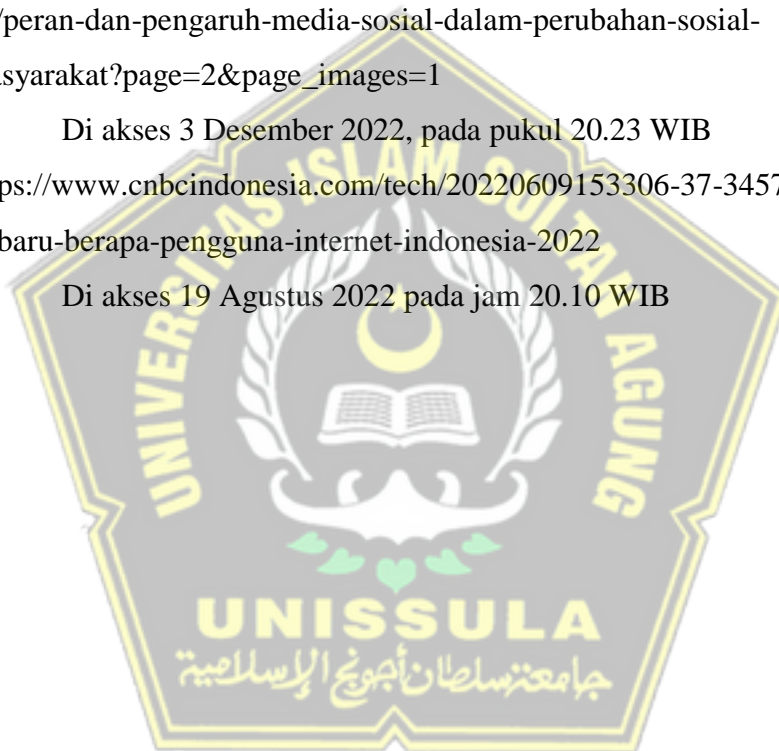 /peran-dan-pengaruh-media-sosial-dalam-perubahan-sosial-
asyarakat?page=2&page_images=1
Di akses 3 Desember 2022, pada pukul 20.23 WIB
ps://www.cnbcindonesia.com/tech/20220609153306-37-3457
baru-berapa-pengguna-internet-indonesia-2022
Di akses 19 Agustus 2022 pada jam 20.10 WIB
UNIVERSITAS ISLAM SULTAN AGUNG
UNISSULA
جامعة سلطان أجونج الإسلامية